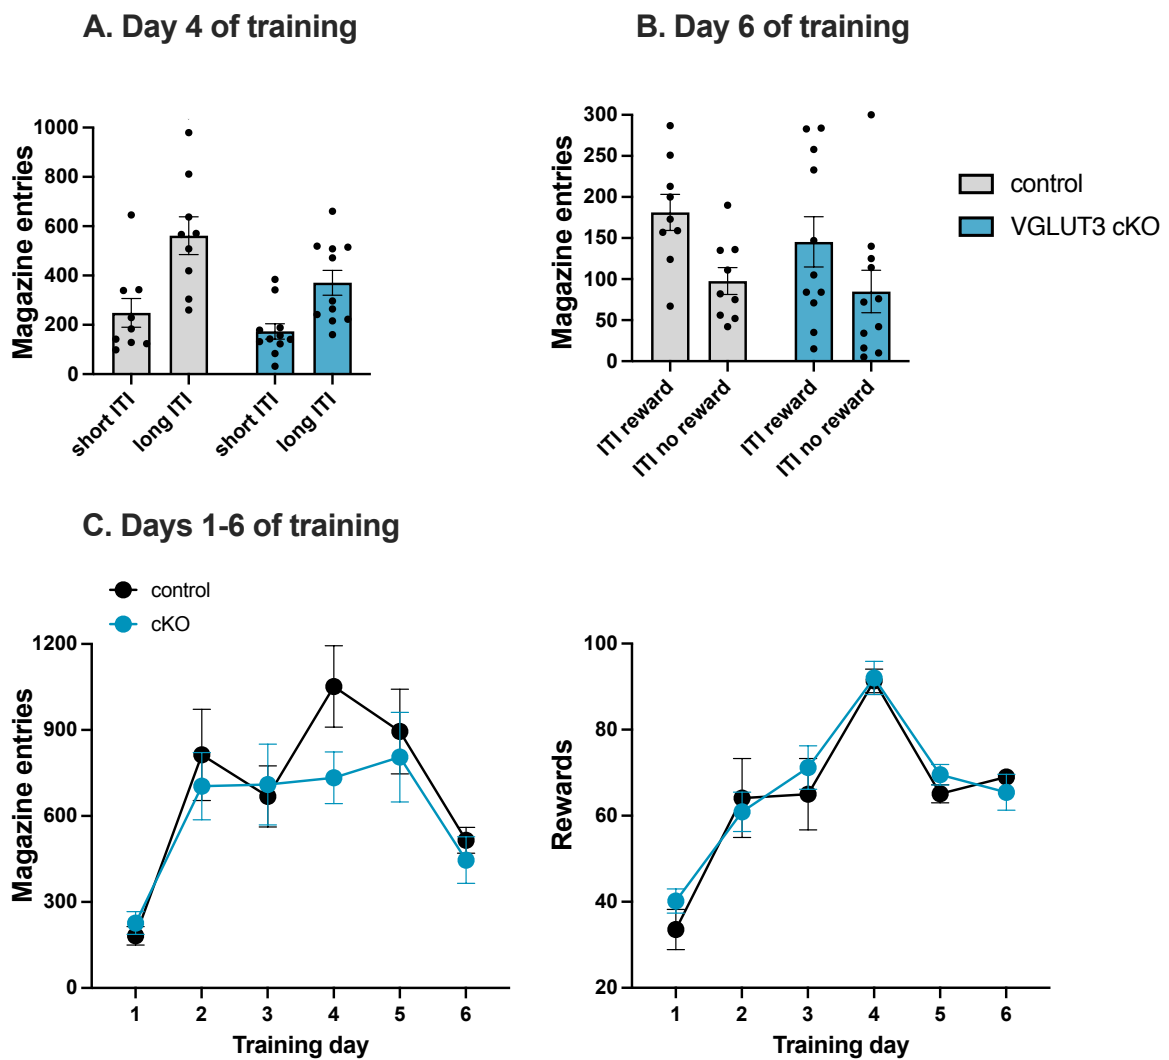 A. Day 4 of training
B. Day 6 of training
Magazine entries
1000
800
600
400
200
0
short ITI
long ITI
short ITI
long ITI
Magazine entries
300
250
200
150
100
50
0
ITI reward
ITI no reward
ITI reward
ITI no reward
control
VGLUT3 cKO
C. Days 1-6 of training
control
cKO
Magazine entries
1200
900
600
300
0
1 2 3 4 5 6
Training day
Rewards
100
80
60
40
20
1 2 3 4 5 6
Training day